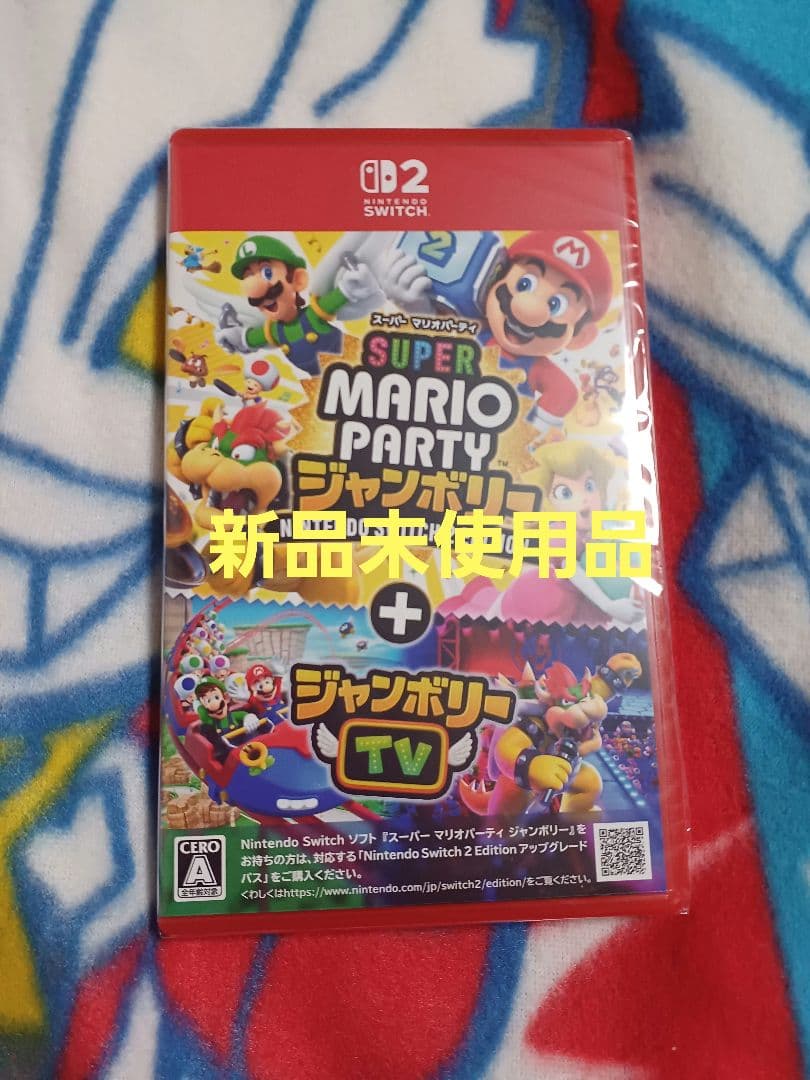 2
NINTENDO
SWITCH
L
2
M
スーパー マリオパーティ
SUPER
MARIO
PARTY™
ジャンボリー
新品未使用品
+
ジャンボリー
TV
CERO
A
全年齢対象
Nintendo Switch ソフト『スーパー マリオパーティ ジャンボリー』を
お持ちの方は、対応する「Nintendo Switch 2 Edition アップグレード
パス」をご購入ください。
くわしくはhttps://www.nintendo.com/jp/switch2/edition/をご覧ください。